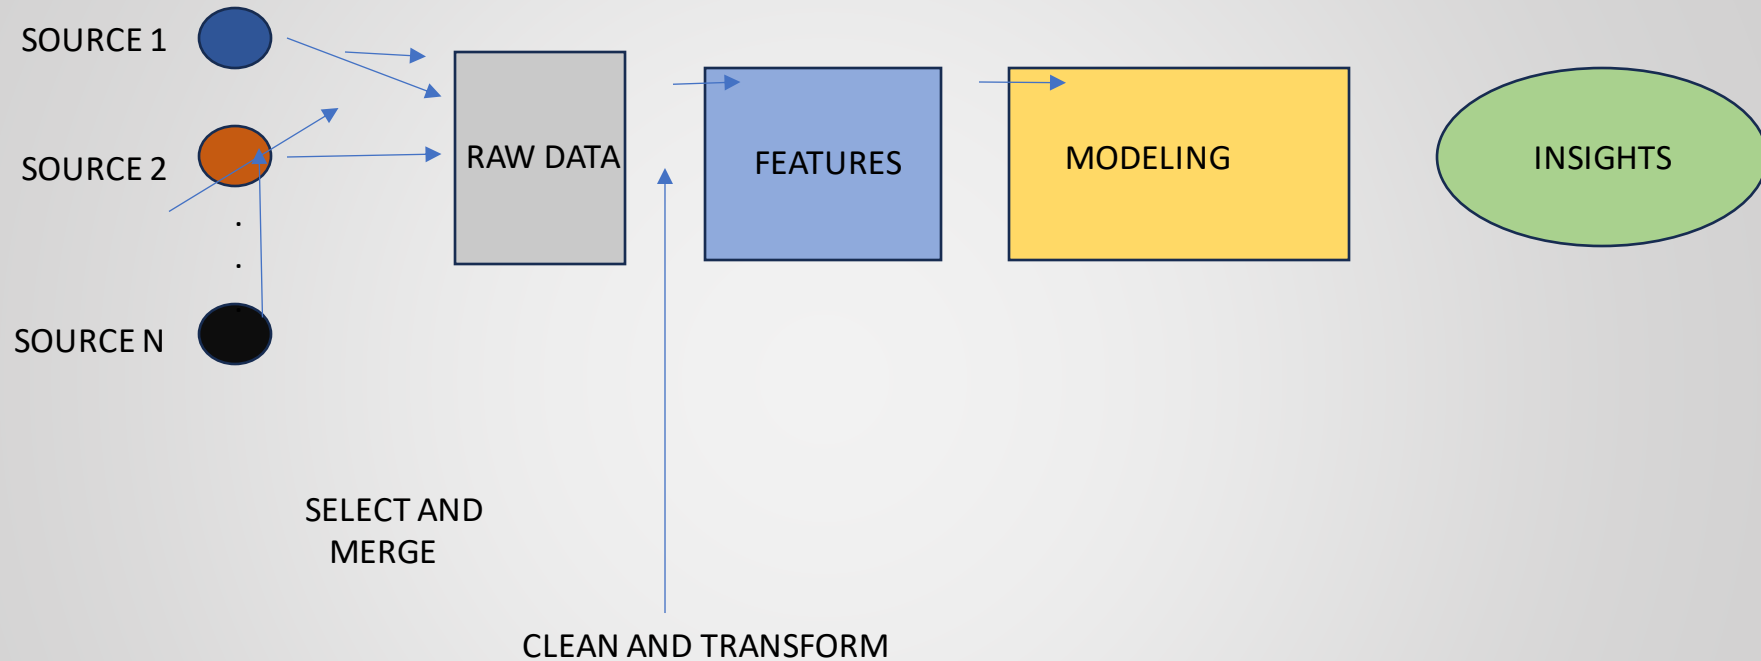 SOURCE 1
SOURCE 2
.
.
.
SOURCE N
RAW DATA
FEATURES
MODELING
INSIGHTS
SELECT AND
MERGE
CLEAN AND TRANSFORM